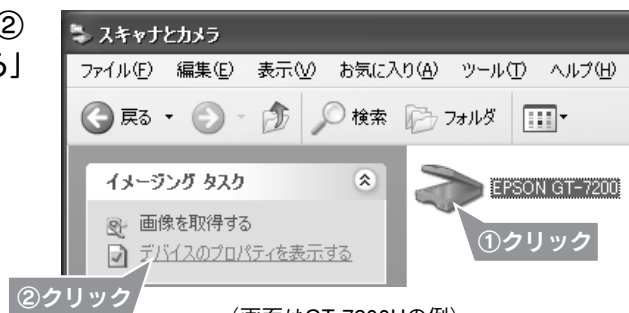 ②
る」
スキャナとカメラ
ファイル(F) 編集(E) 表示(V) お気に入り(A) ツール(T) ヘルプ(H)
戻る 検索 フォルダ
イメージング タスク
画像を取得する
デバイスのプロパティを表示する
EPSON GT-7200
①クリック
②クリック